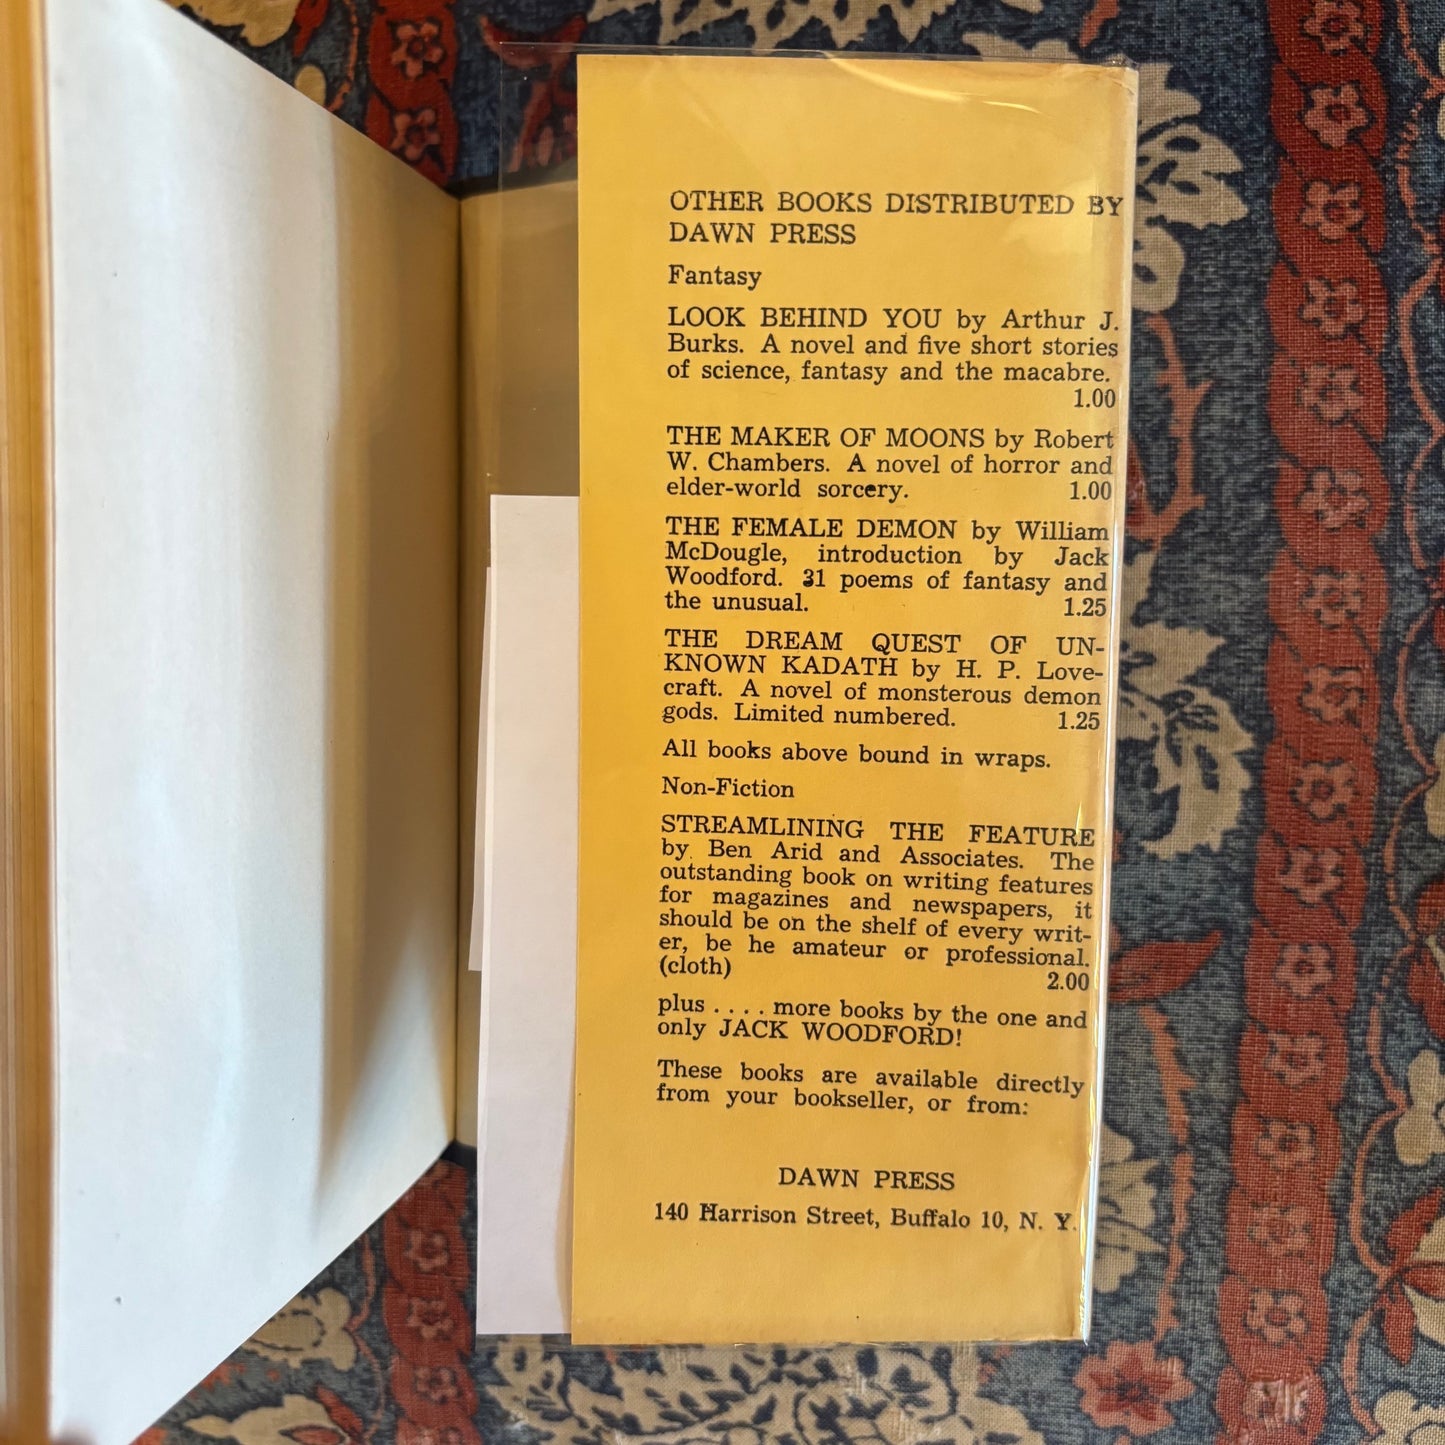 OTHER BOOKS DISTRIBUTED BY
DAWN PRESS
Fantasy
LOOK BEHIND YOU by Arthur J.
Burks. A novel and five short stories
of science, fantasy and the macabre.
1.00
THE MAKER OF MOONS by Robert
W. Chambers. A novel of horror and
elder-world sorcery. 1.00
THE FEMALE DEMON by William
McDougle, introduction by Jack
Woodford. 31 poems of fantasy and
the unusual. 1.25
THE DREAM QUEST OF UN-
KNOWN KADATH by H. P. Love-
craft. A novel of monsterous demon
gods. Limited numbered. 1.25
All books above bound in wraps.
Non-Fiction
STREAMLINING THE FEATURE
by Ben Arid and Associates. The
outstanding book on writing features
for magazines and newspapers, it
should be on the shelf of every writ-
er, be he amateur or professional.
(cloth) 2.00
plus . . . . more books by the one and
only JACK WOODFORD!
These books are available directly
from your bookseller, or from:
DAWN PRESS
140 Harrison Street, Buffalo 10, N. Y.